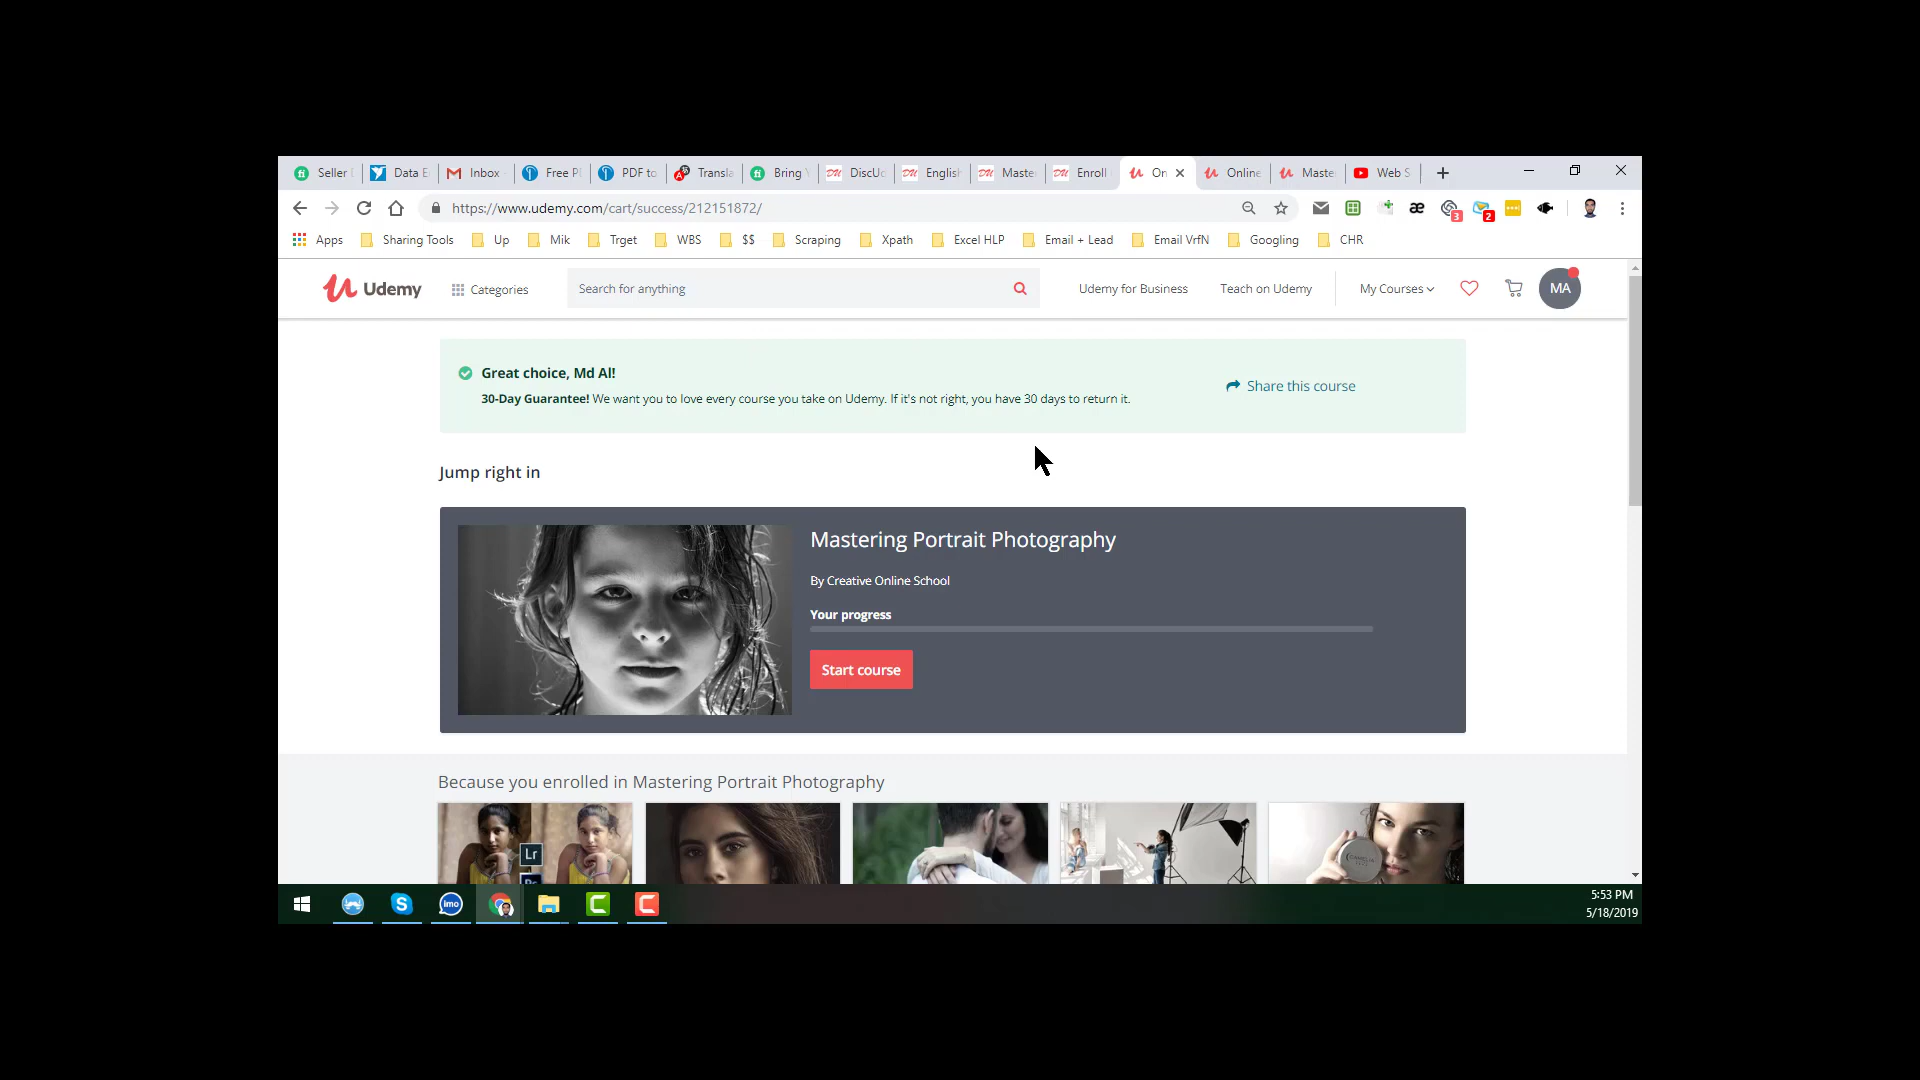 Seller
Data E
Inbox
Free P
PDF to
Transla
Bring
DiscU
English
Maste
Enroll
On
Online
Maste
Web S
https://www.udemy.com/cart/success/212151872/
3
2
Apps Sharing Tools Up Mik Trget WBS $$ Scraping Xpath Excel HLP Email + Lead Email VrfN Googling CHR
Udemy Categories Search for anything Udemy for Business Teach on Udemy My Courses MA
Great choice, Md Al!
30-Day Guarantee! We want you to love every course you take on Udemy. If it's not right, you have 30 days to return it.
Share this course
Jump right in
Mastering Portrait Photography
By Creative Online School
Your progress
Start course
Because you enrolled in Mastering Portrait Photography
Lr
imo
5:53 PM
5/18/2019